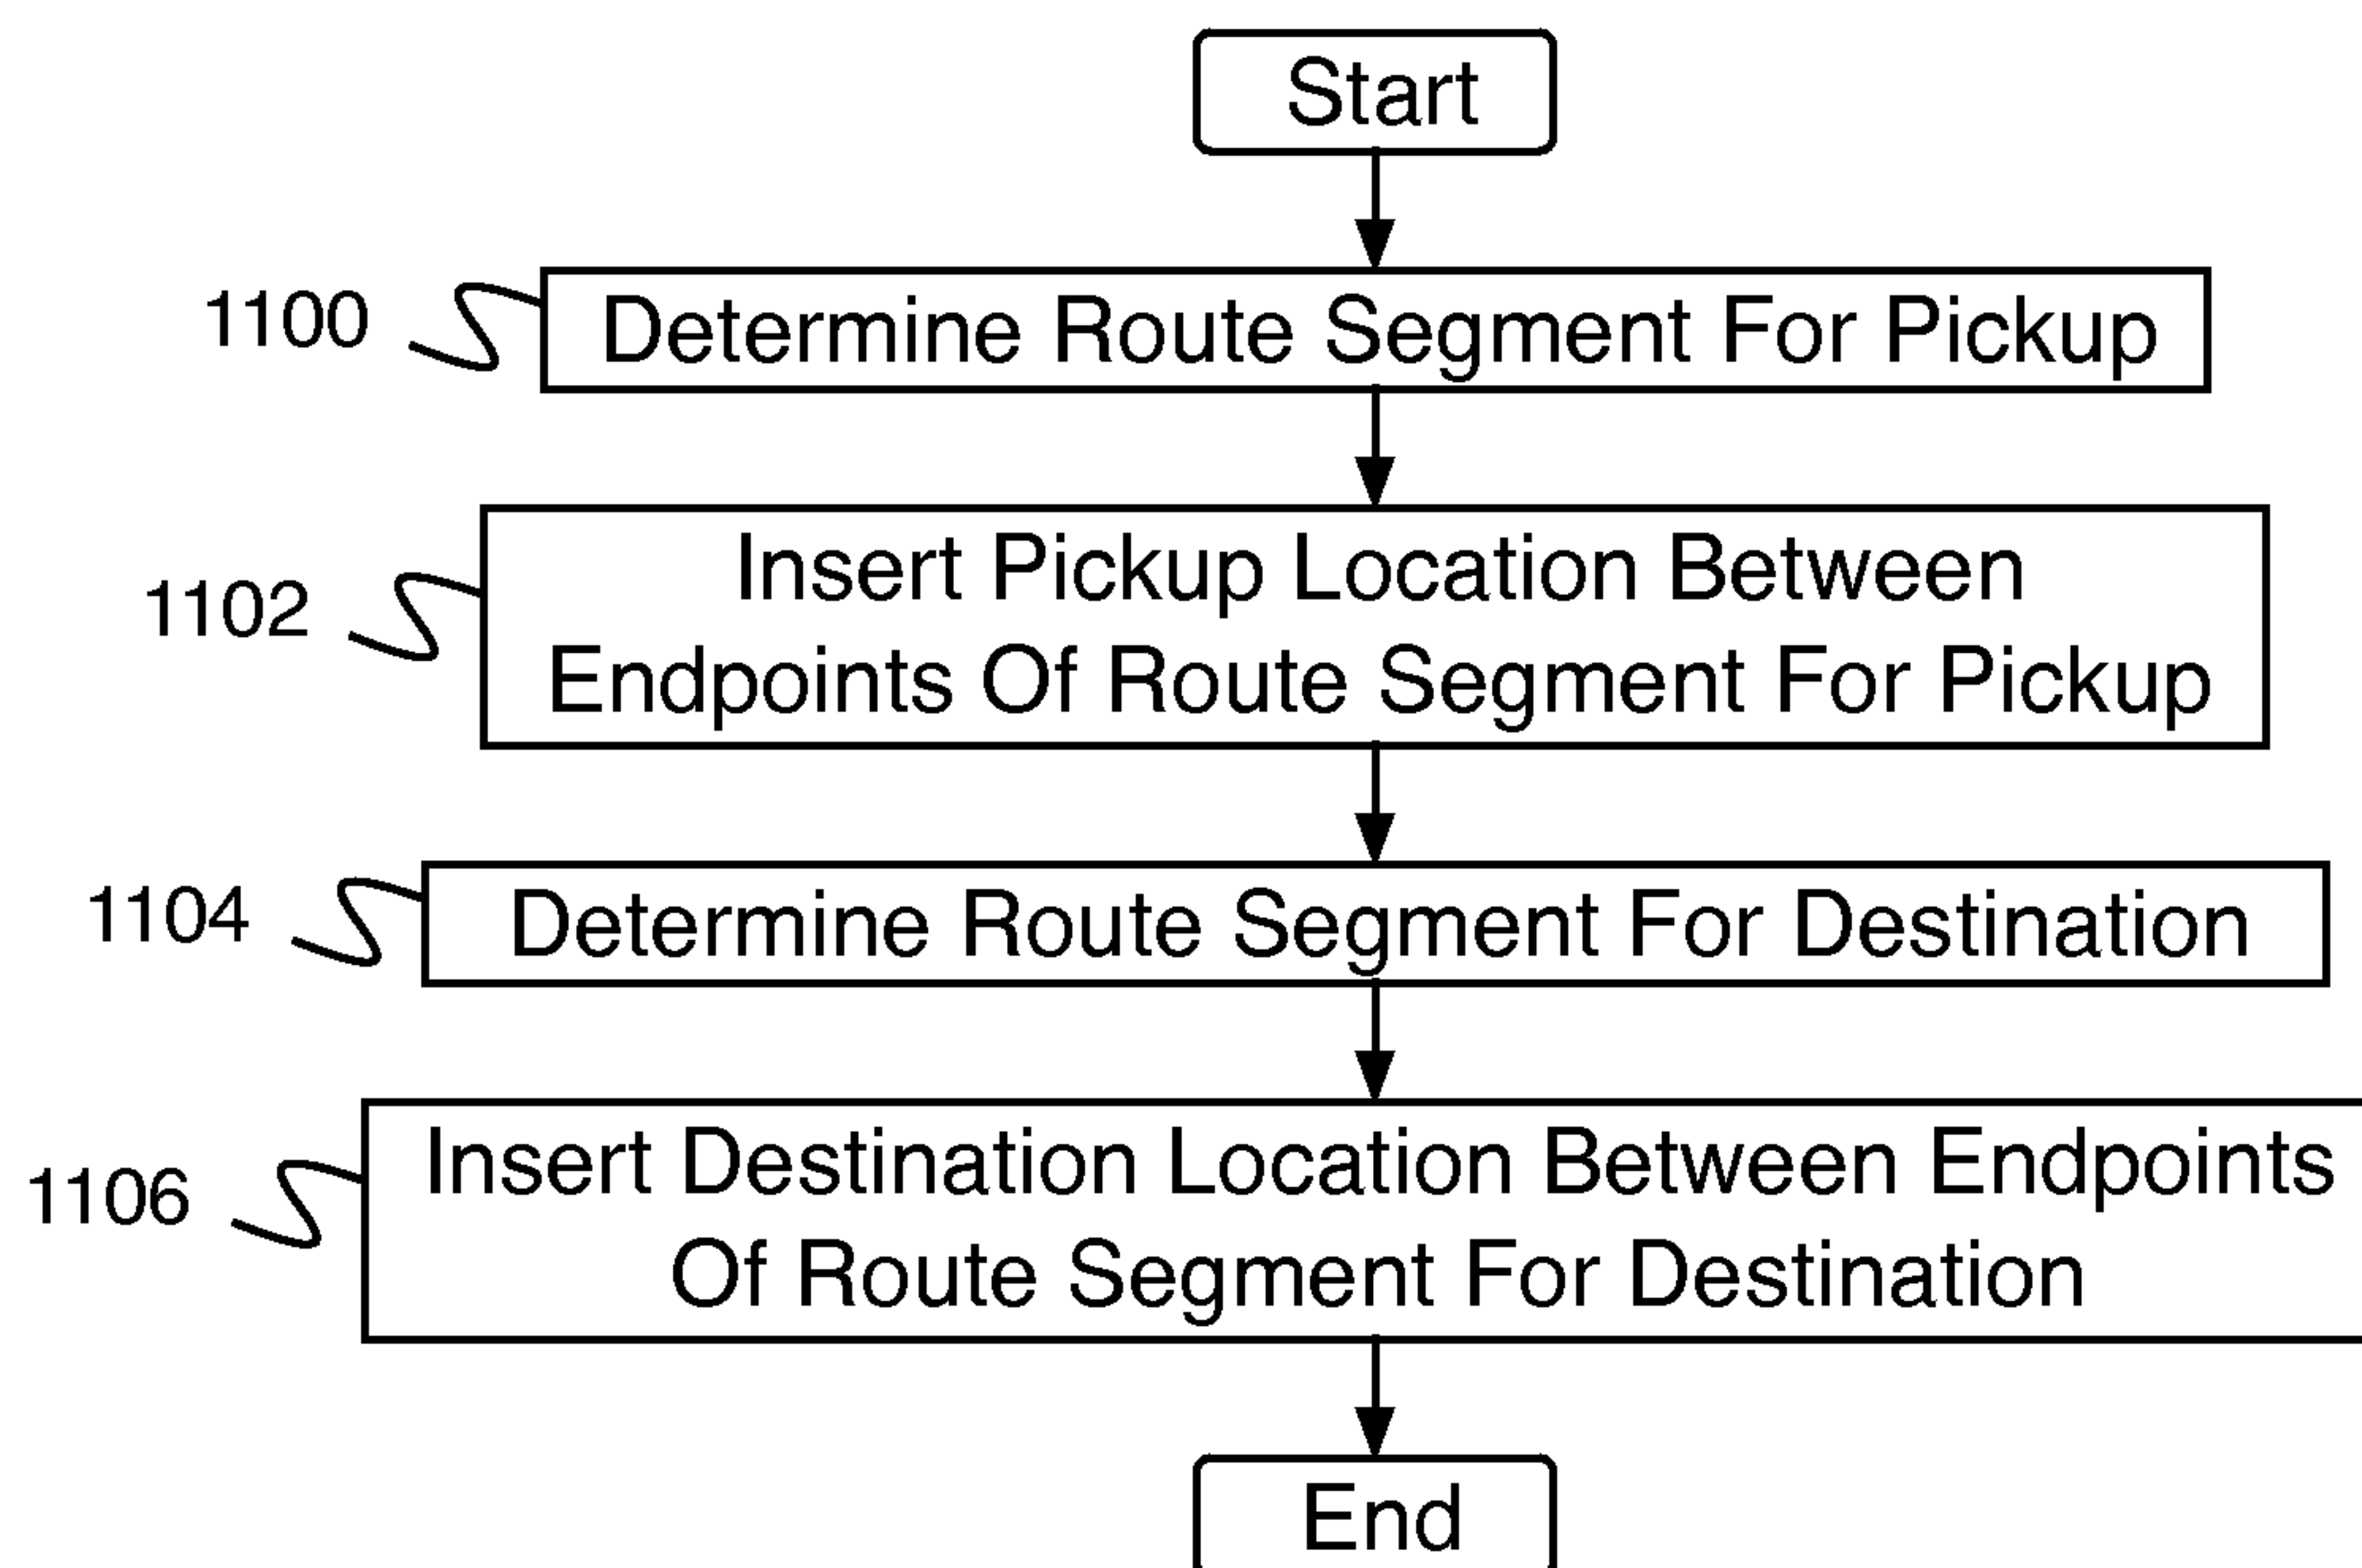 Start
1100
Determine Route Segment For Pickup
1102
Insert Pickup Location Between
Endpoints Of Route Segment For Pickup
1104
Determine Route Segment For Destination
1106
Insert Destination Location Between Endpoints
Of Route Segment For Destination
End